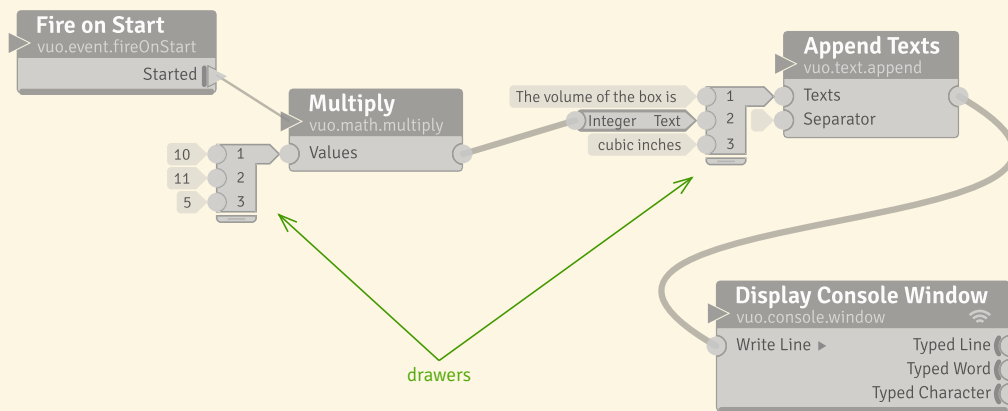 Fire on Start
vuo.event.fireOnStart
Started
Multiply
vuo.math.multiply
Values
10 1
11 2
5 3
Append Texts
vuo.text.append
Texts
Separator
The volume of the box is 1
Integer Text 2
cubic inches 3
drawers
Display Console Window
vuo.console.window
Write Line Typed Line
Typed Word
Typed Character